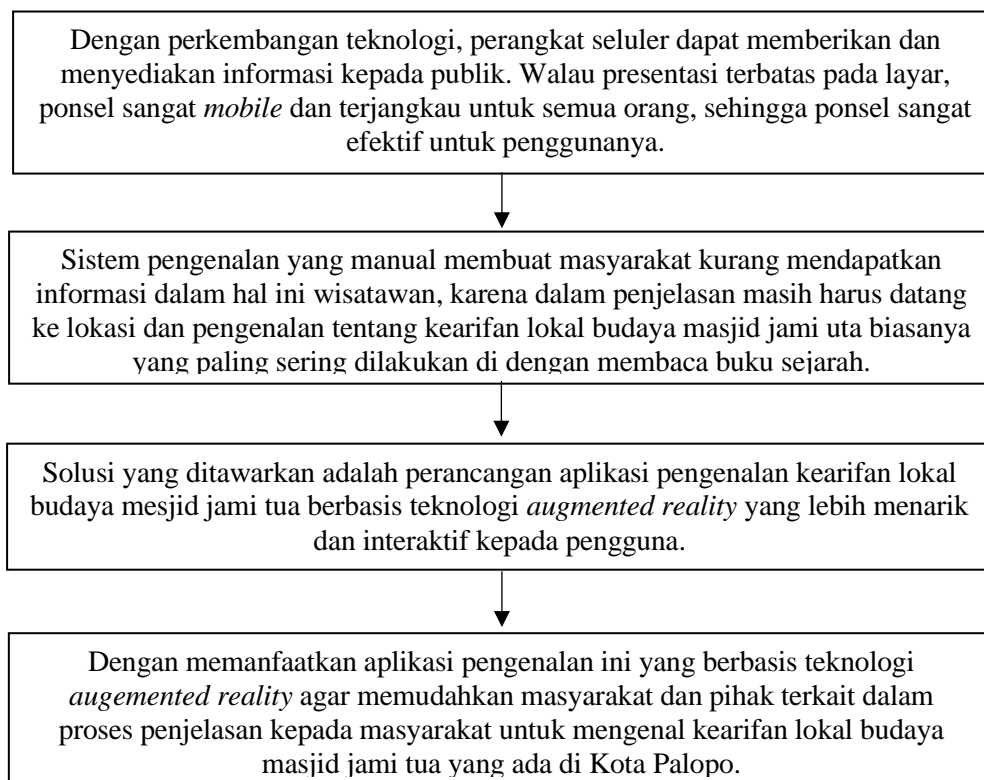 Dengan perkembangan teknologi, perangkat seluler dapat memberikan dan
menyediakan informasi kepada publik. Walau presentasi terbatas pada layar,
ponsel sangat mobile dan terjangkau untuk semua orang, sehingga ponsel sangat
efektif untuk penggunanya.
Sistem pengenalan yang manual membuat masyarakat kurang mendapatkan
informasi dalam hal ini wisatawan, karena dalam penjelasan masih harus datang
ke lokasi dan pengenalan tentang kearifan lokal budaya masjid jami uta biasanya
yang paling sering dilakukan di dengan membaca buku sejarah.
Solusi yang ditawarkan adalah perancangan aplikasi pengenalan kearifan lokal
budaya mesjid jami tua berbasis teknologi augmented reality yang lebih menarik
dan interaktif kepada pengguna.
Dengan memanfaatkan aplikasi pengenalan ini yang berbasis teknologi
augemented reality agar memudahkan masyarakat dan pihak terkait dalam
proses penjelasan kepada masyarakat untuk mengenal kearifan lokal budaya
masjid jami tua yang ada di Kota Palopo.